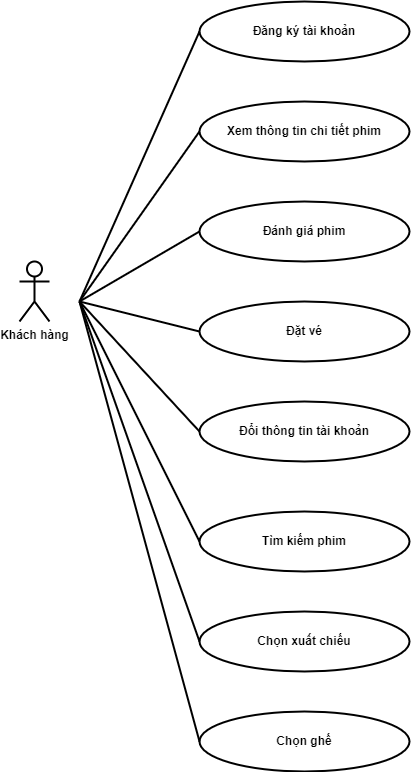 Đăng ký tài khoản
Xem thông tin chi tiết phim
Đánh giá phim
Khách hàng
Đặt vé
Đổi thông tin tài khoản
Tìm kiếm phim
Chọn xuất chiếu
Chọn ghế